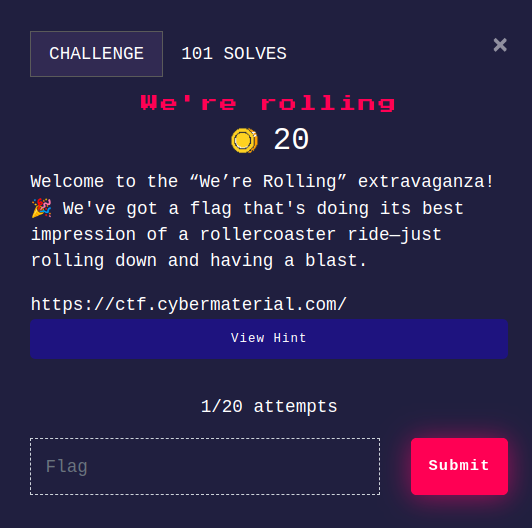 CHALLENGE 101 SOLVES
×
We're rolling
20
Welcome to the “We’re Rolling” extravaganza!
🎉 We've got a flag that's doing its best
impression of a rollercoaster ride—just
rolling down and having a blast.
https://ctf.cybermaterial.com/
View Hint
1/20 attempts
Flag
Submit